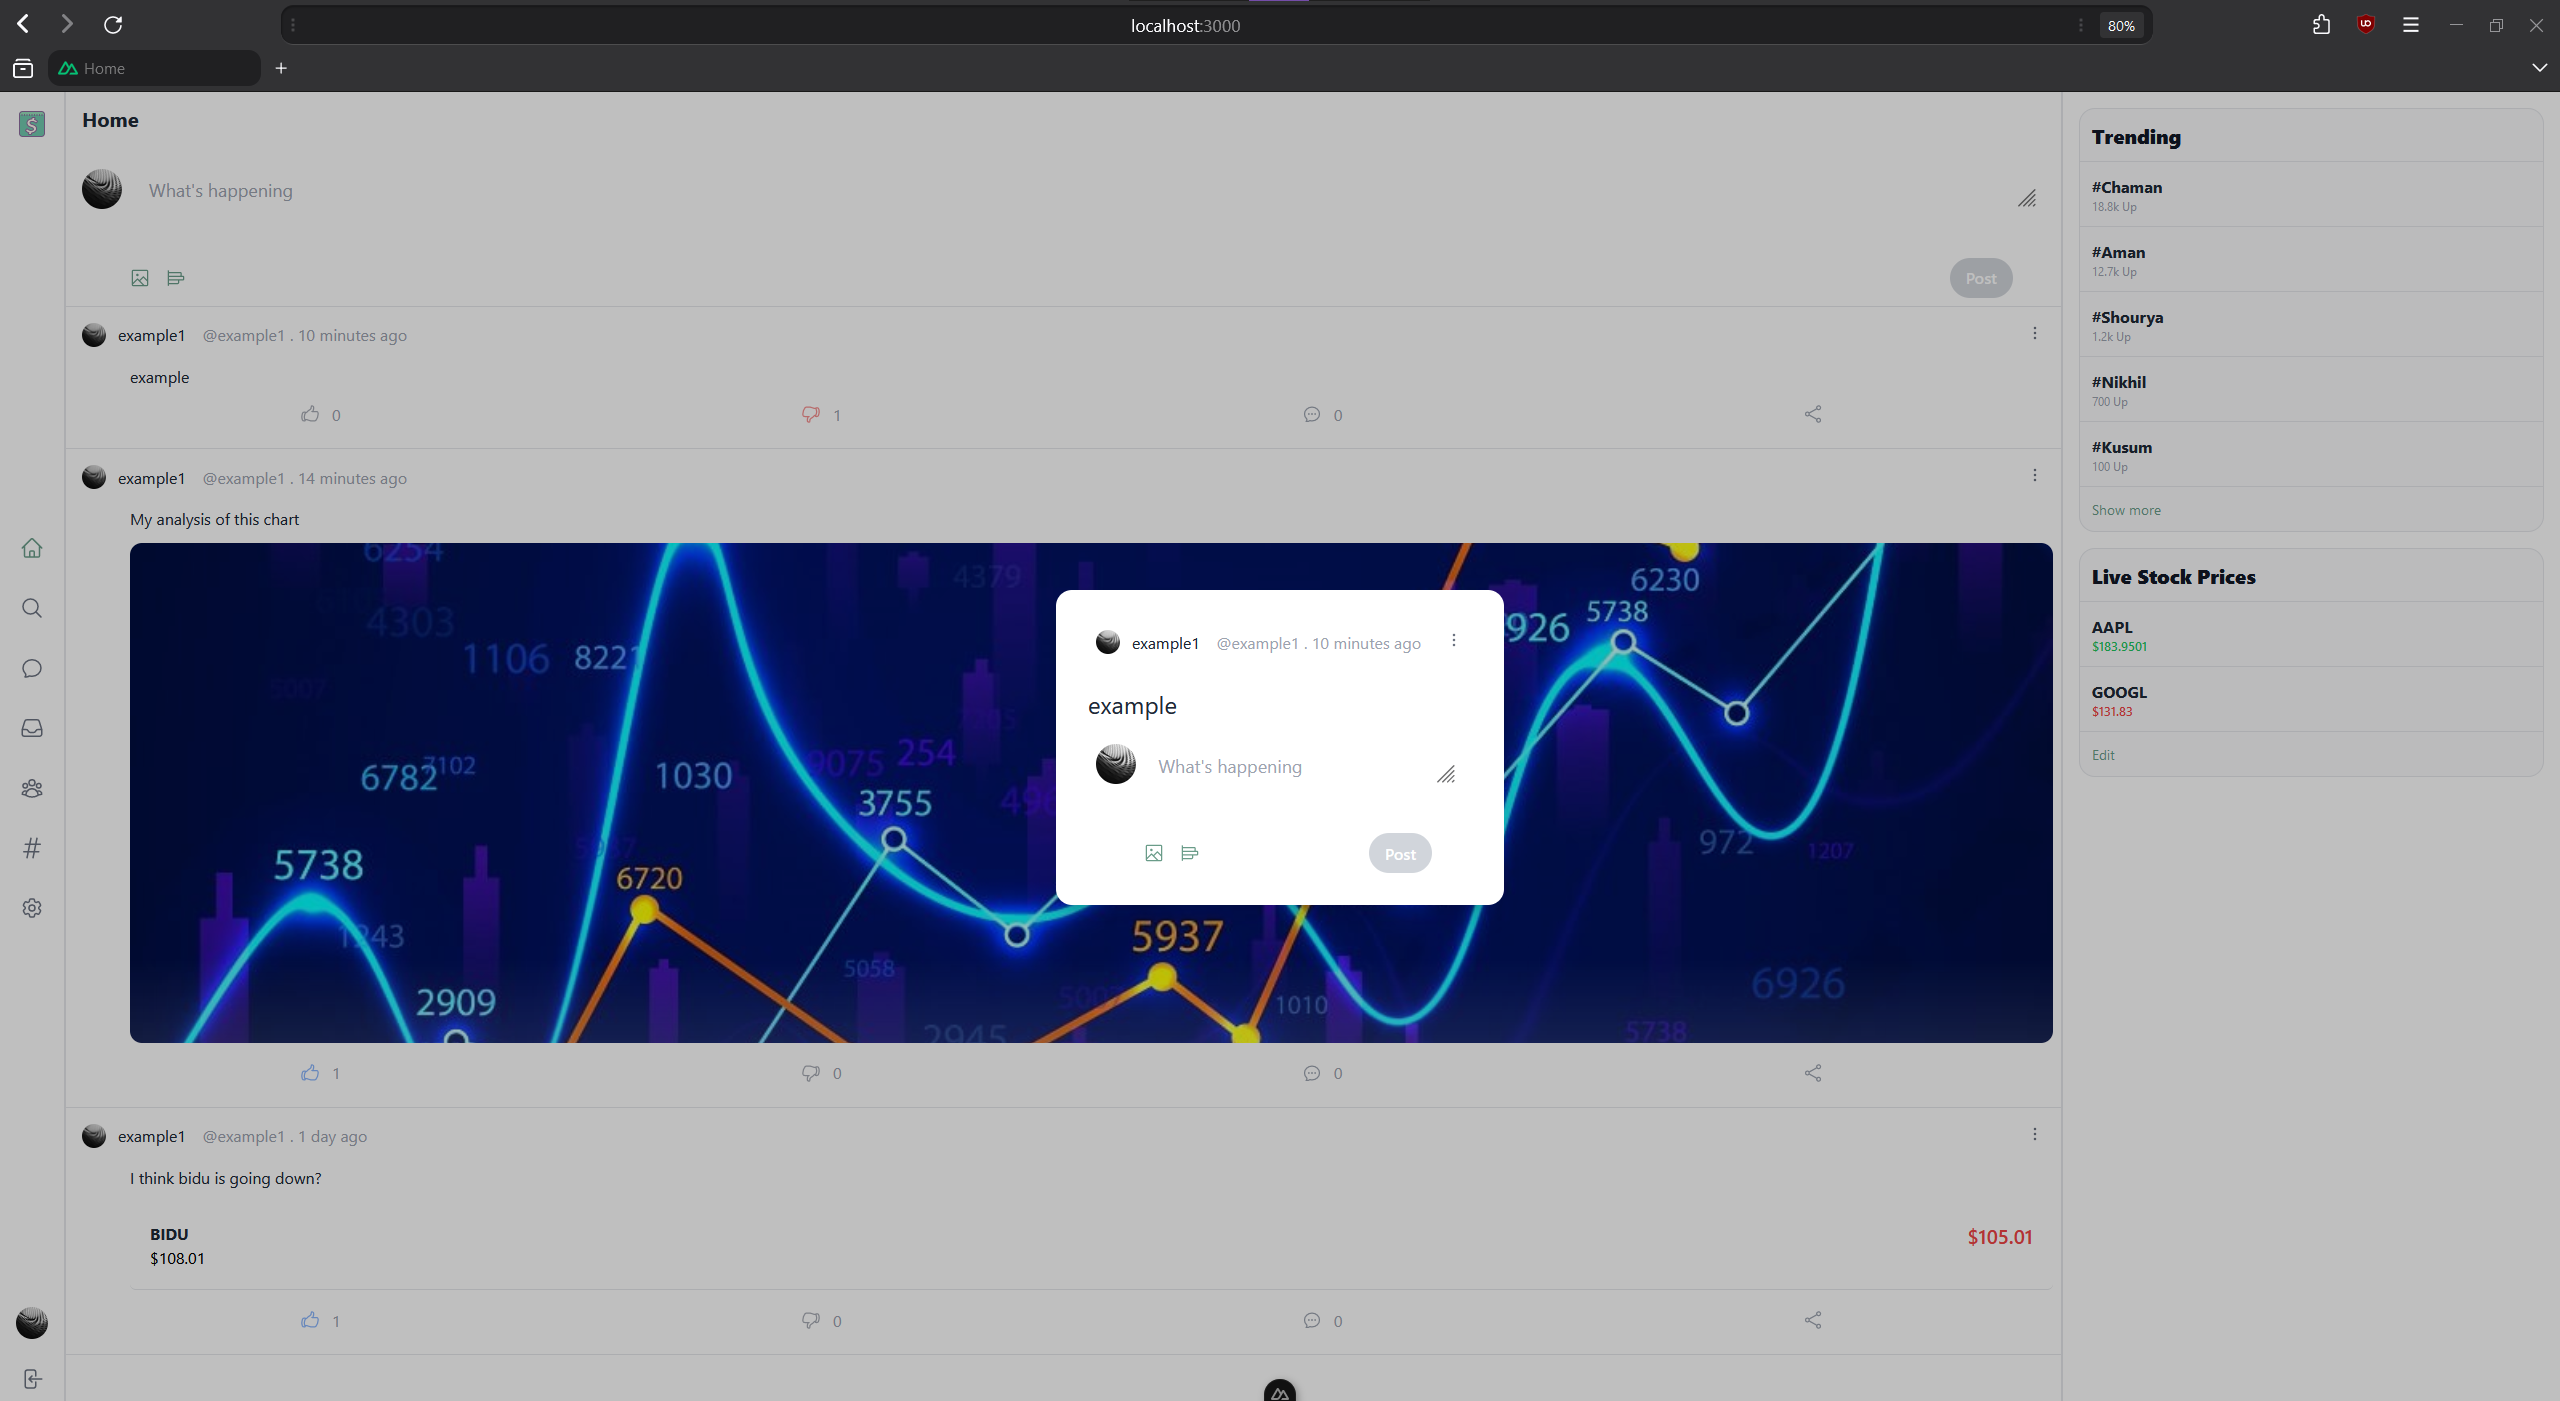 localhost:3000
80%
Home
Home
What's happening
Post
example1 @example1 . 10 minutes ago
example
0 1 0
example1 @example1 . 14 minutes ago
My analysis of this chart
6254
4379
6230
4303
5738
926
1106 8221
5007
6782 7102
1030
9075 254
3755
5738
5937
972
1207
6720
1243
5937
5058
6926
2909
5007
1010
2945
5738
1 0 0
example1 @example1 . 10 minutes ago
example
What's happening
Post
example1 @example1 . 1 day ago
I think bidu is going down?
BIDU
$108.01
$105.01
1 0 0
Trending
#Chaman
18.8k Up
#Aman
12.7k Up
#Shourya
1.2k Up
#Nikhil
700 Up
#Kusum
100 Up
Show more
Live Stock Prices
AAPL
$183.9501
GOOGL
$131.83
Edit